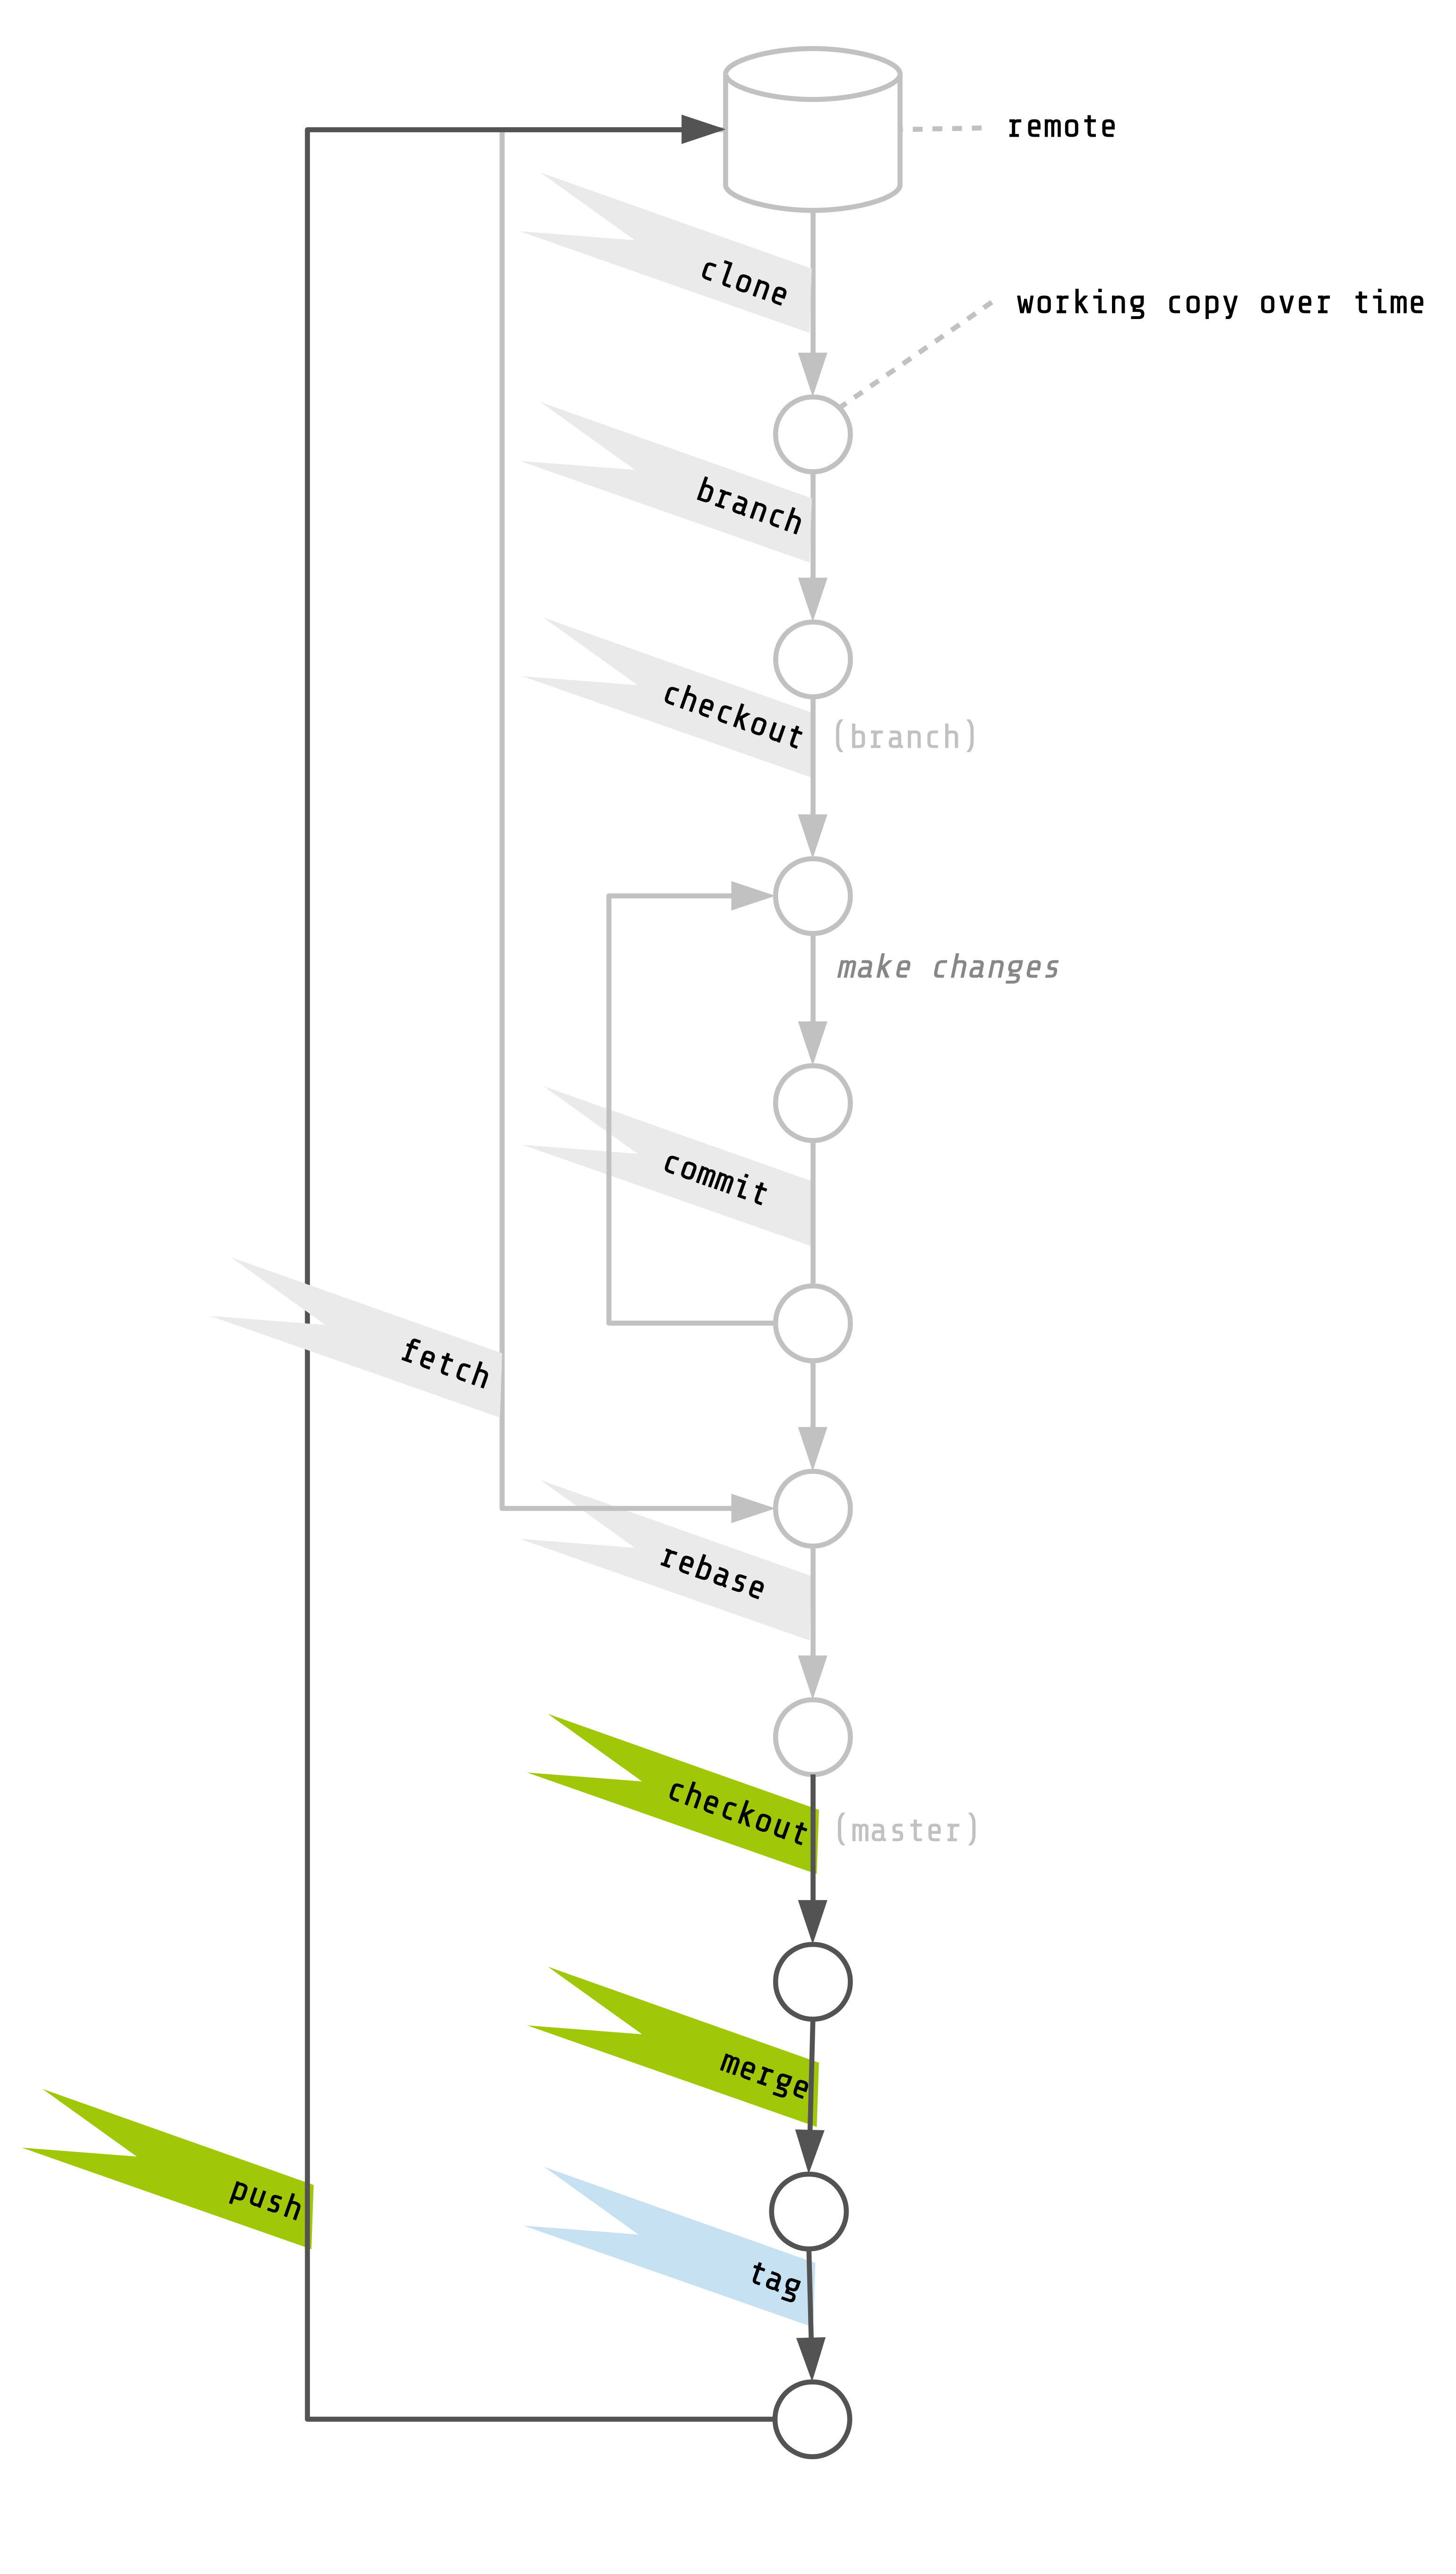 remote
clone
working copy over time
branch
checkout
(branch)
make changes
commit
fetch
rebase
checkout
(master)
merge
push
tag